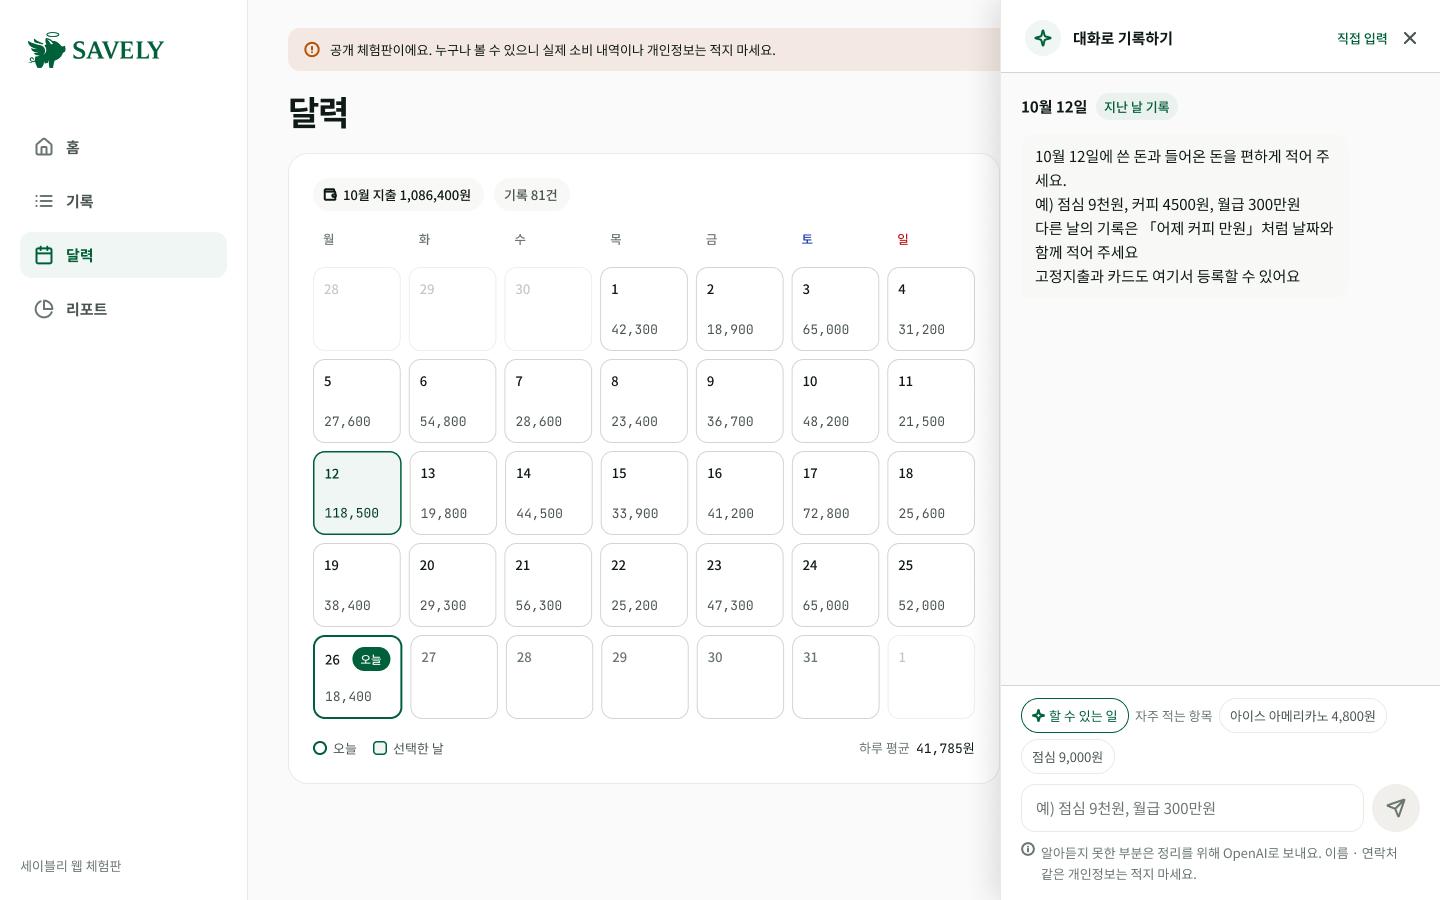 SAVELY
홈
기록
달력
리포트
세이블리 웹 체험판
공개 체험판이에요. 누구나 볼 수 있으니 실제 소비 내역이나 개인정보는 적지 마세요.
달력
10월 지출 1,086,400원
기록 81건
월 화 수 목 금 토 일
28 29 30 1 2 3 4
42,300 18,900 65,000 31,200
5 6 7 8 9 10 11
27,600 54,800 28,600 23,400 36,700 48,200 21,500
12 13 14 15 16 17 18
118,500 19,800 44,500 33,900 41,200 72,800 25,600
19 20 21 22 23 24 25
38,400 29,300 56,300 25,200 47,300 65,000 52,000
26 오늘 27 28 29 30 31 1
18,400
오늘 선택한 날 하루 평균 41,785원
대화로 기록하기
직접 입력
10월 12일 지난 날 기록
10월 12일에 쓴 돈과 들어온 돈을 편하게 적어 주
세요.
예) 점심 9천원, 커피 4500원, 월급 300만원
다른 날의 기록은 「어제 커피 만원」처럼 날짜와
함께 적어 주세요
고정지출과 카드도 여기서 등록할 수 있어요
할 수 있는 일 자주 적는 항목 아이스 아메리카노 4,800원
점심 9,000원
예) 점심 9천원, 월급 300만원
알아듣지 못한 부분은 정리를 위해 OpenAI로 보내요. 이름 · 연락처
같은 개인정보는 적지 마세요.